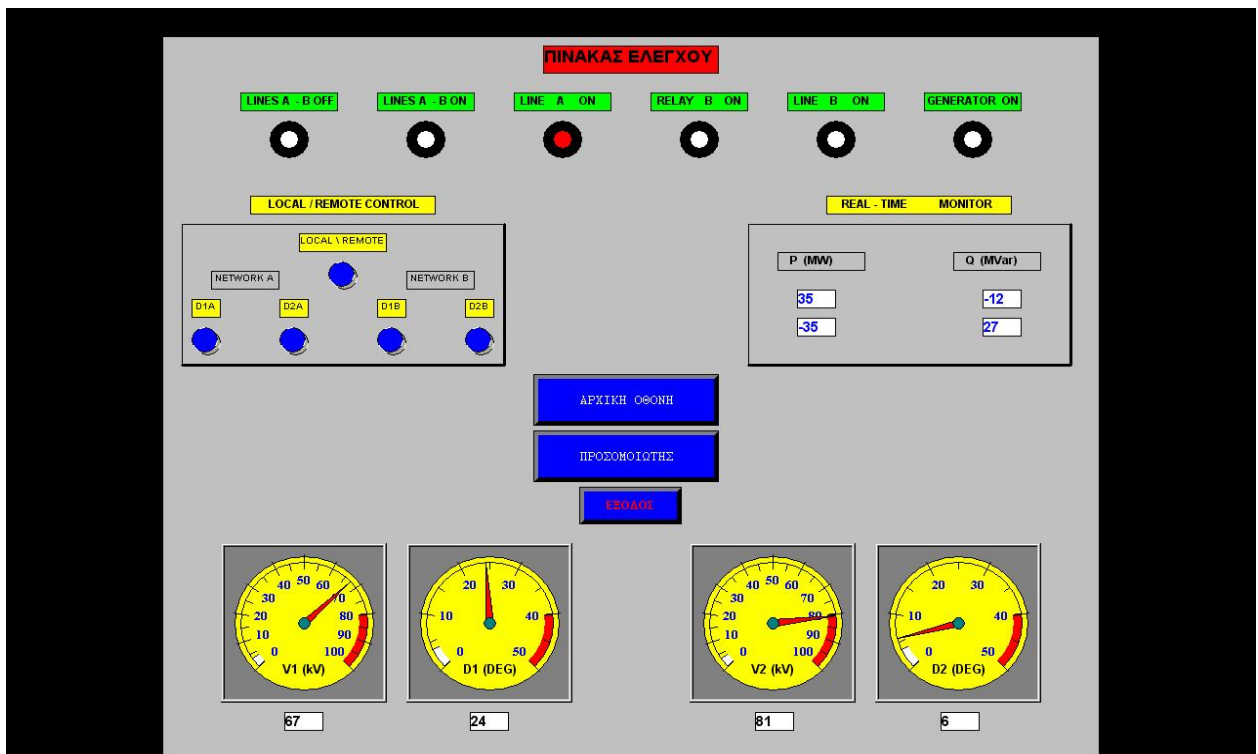 ΠΙΝΑΚΑΣ ΕΛΕΓΧΟΥ
LINES A - B OFF
LINES A - B ON
LINE A ON
RELAY B ON
LINE B ON
GENERATOR ON
LOCAL / REMOTE CONTROL
LOCAL \ REMOTE
NETWORK A
NETWORK B
D1A
D2A
D1B
D2B
REAL - TIME MONITOR
P (MW)
Q (MVar)
35
-12
-35
27
ΑΡΧΙΚΗ ΟΘΟΝΗ
ΠΡΟΣΟΜΟΙΩΤΗΣ
ΕΞΟΔΟΣ
0 10 20 30 40 50 60 70 80 90 100
V1 (kV)
67
0 10 20 30 40 50
D1 (DEG)
24
0 10 20 30 40 50 60 70 80 90 100
V2 (kV)
81
0 10 20 30 40 50
D2 (DEG)
6